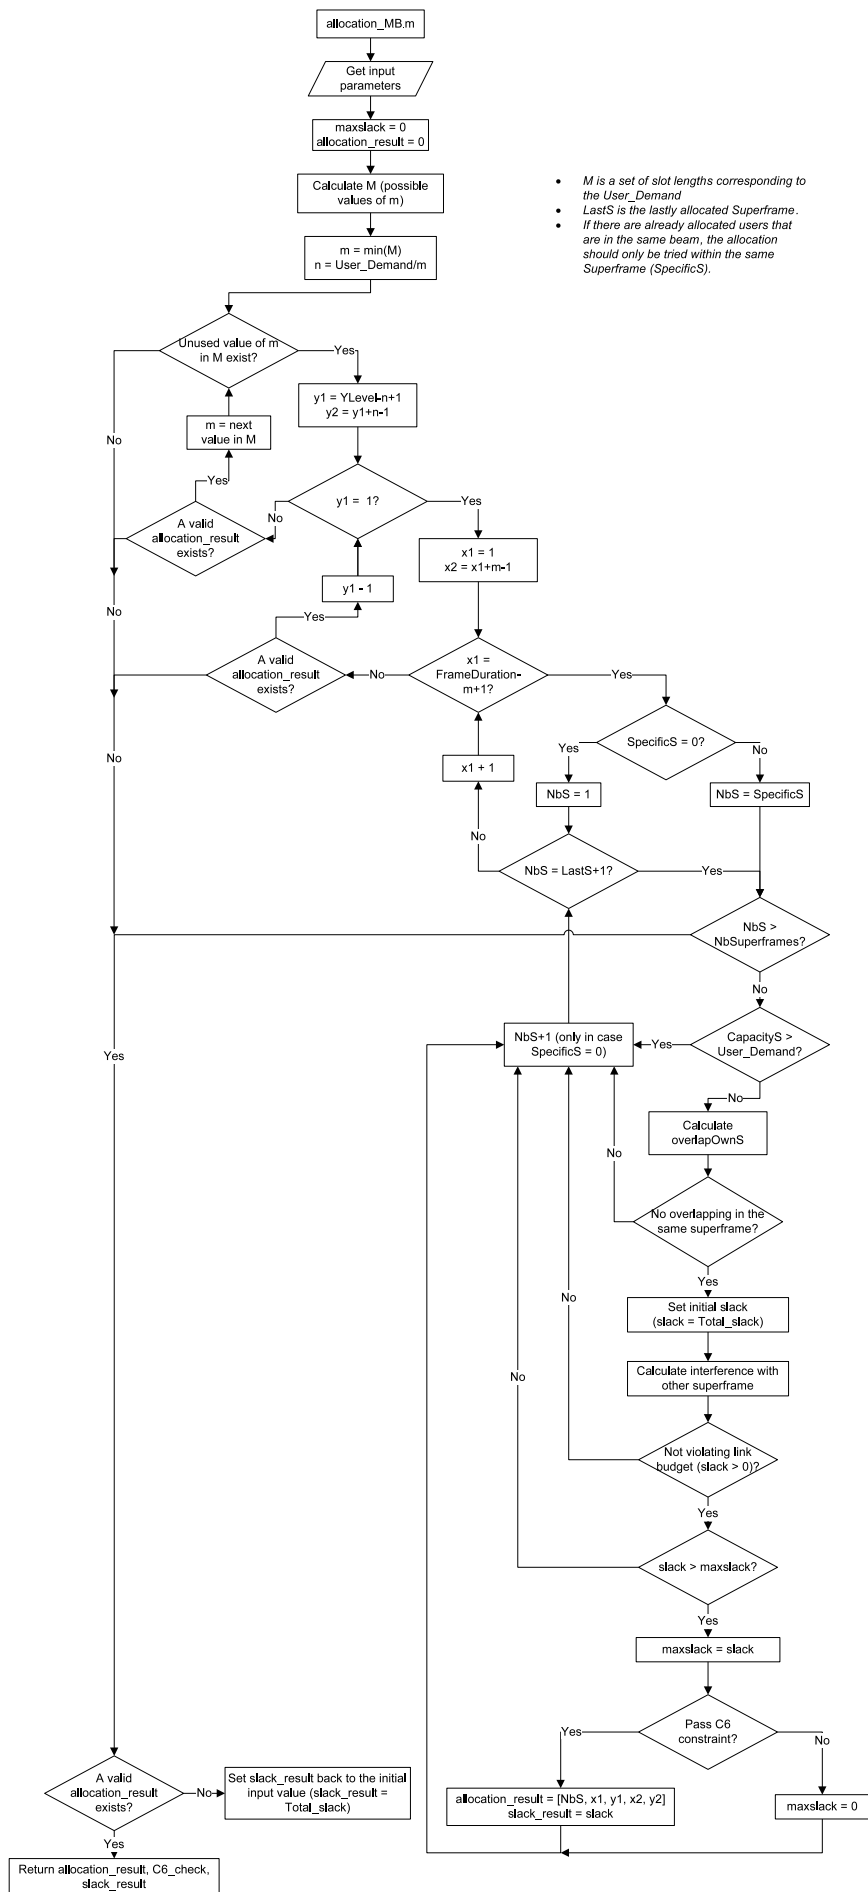 allocation_MB.m
Get input
parameters
maxslack = 0
allocation_result = 0
Calculate M (possible
values of m)
m = min(M)
n = User_Demand/m
• M is a set of slot lengths corresponding to
the User_Demand
• LastS is the lastly allocated Superframe.
• If there are already allocated users that
are in the same beam, the allocation
should only be tried within the same
Superframe (SpecificS).
Unused value of m
in M exist?
Yes
No
y1 = YLevel-n+1
y2 = y1+n-1
m = next
value in M
Yes
y1 = 1?
Yes
No
A valid
allocation_result
exists?
No
x1 = 1
x2 = x1+m-1
y1 - 1
Yes
A valid
allocation_result
exists?
No
No
x1 =
FrameDuration-
m+1?
Yes
SpecificS = 0?
Yes
No
x1 + 1
NbS = 1
NbS = SpecificS
No
NbS = LastS+1?
Yes
NbS >
NbSuperframes?
No
Yes
NbS+1 (only in case
SpecificS = 0)
Yes
CapacityS >
User_Demand?
No
Calculate
overlapOwnS
No
No overlapping in the
same superframe?
Yes
Set initial slack
(slack = Total_slack)
No
Calculate interference with
other superframe
No
Not violating link
budget (slack > 0)?
Yes
slack > maxslack?
Yes
maxslack = slack
Pass C6
constraint?
Yes
No
A valid
allocation_result
exists?
No
Set slack_result back to the initial
input value (slack_result =
Total_slack)
allocation_result = [NbS, x1, y1, x2, y2]
slack_result = slack
maxslack = 0
Yes
Return allocation_result, C6_check,
slack_result